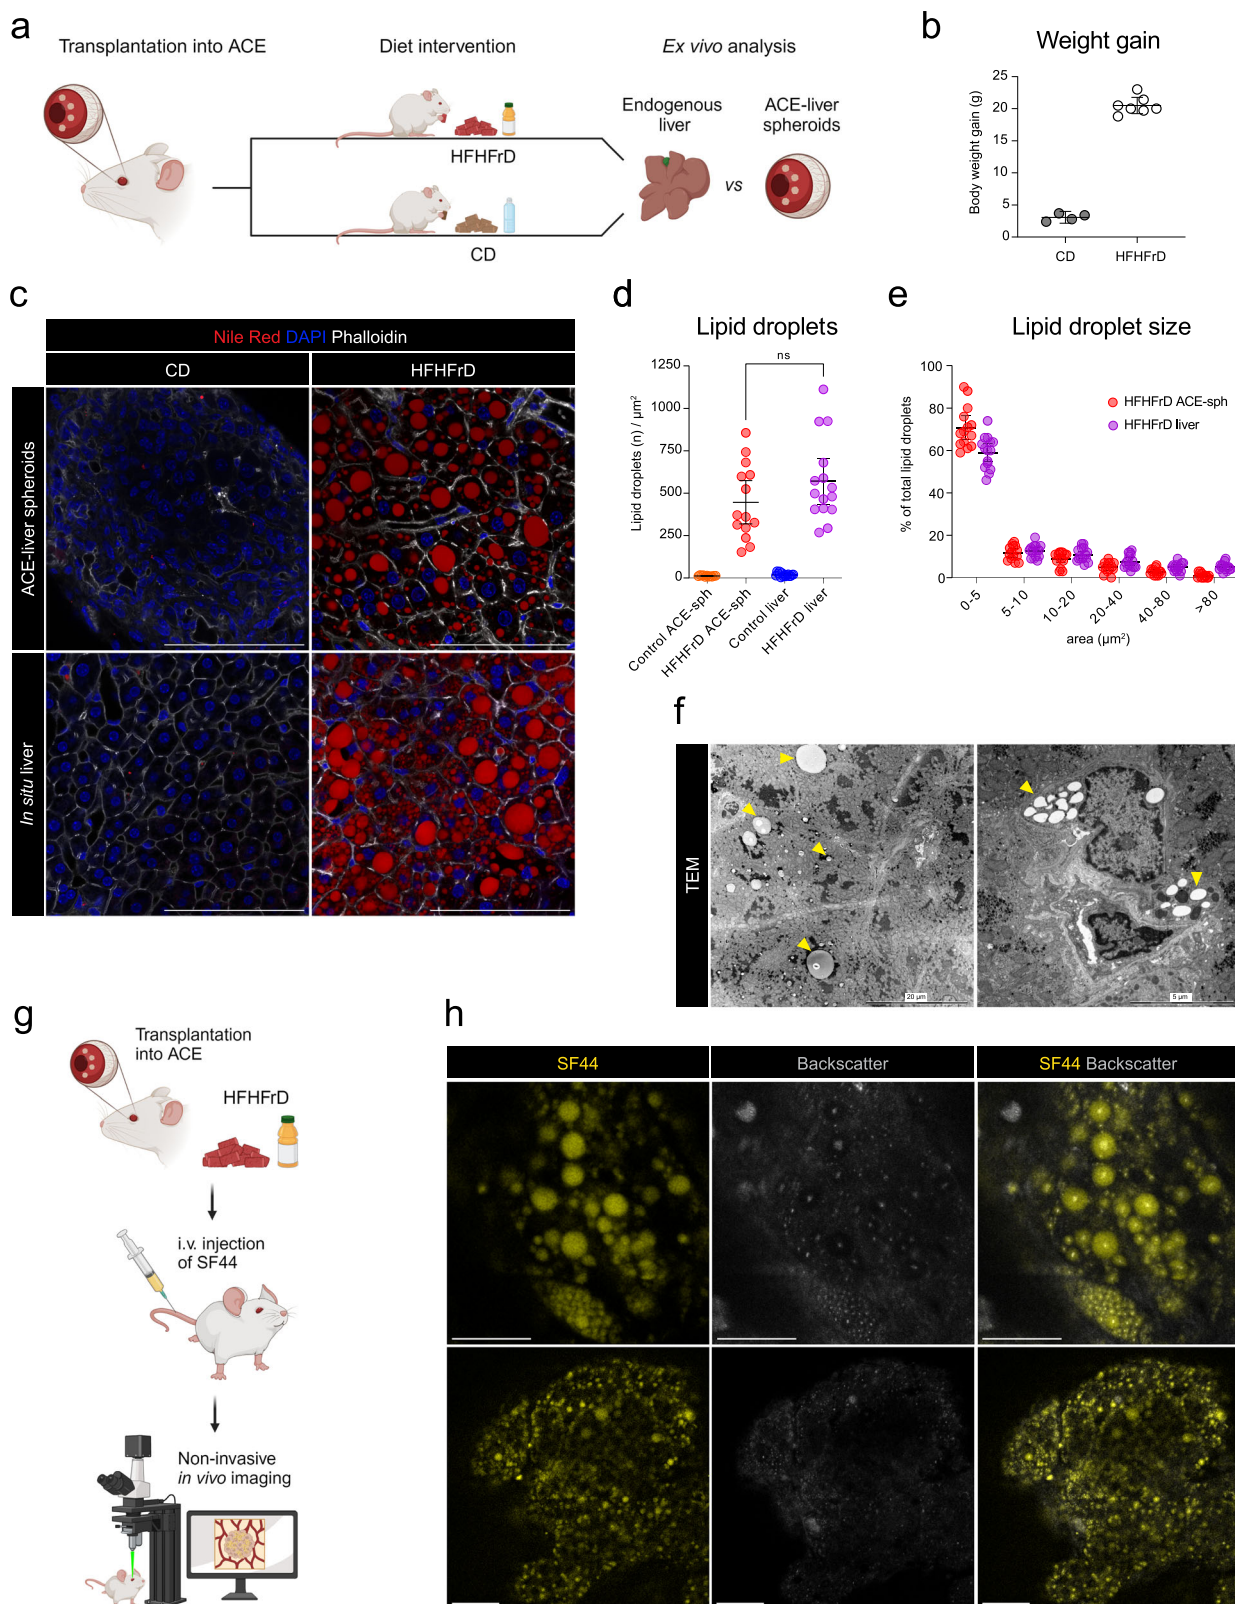 a
Transplantation into ACE
Diet intervention
Ex vivo analysis
HFHFrD
CD
Endogenous
liver
vs
ACE-liver
spheroids
b
Weight gain
Body weight gain (g)
25
20
15
10
5
0
CD
HFHFrD
c
Nile Red DAPI Phalloidin
CD
HFHFrD
ACE-liver spheroids
In situ liver
d
Lipid droplets
ns
Lipid droplets (n) / µm²
1250
1000
750
500
250
0
Control ACE-sph
HFHFrD ACE-sph
Control liver
HFHFrD liver
e
Lipid droplet size
% of total lipid droplets
100
80
60
40
20
0
HFHFrD ACE-sph
HFHFrD liver
0-5
5-10
10-20
20-40
40-80
>80
area (µm²)
f
TEM
20 µm
5 µm
g
Transplantation
into ACE
HFHFrD
i.v. injection
of SF44
Non-invasive
in vivo imaging
h
SF44
Backscatter
SF44 Backscatter